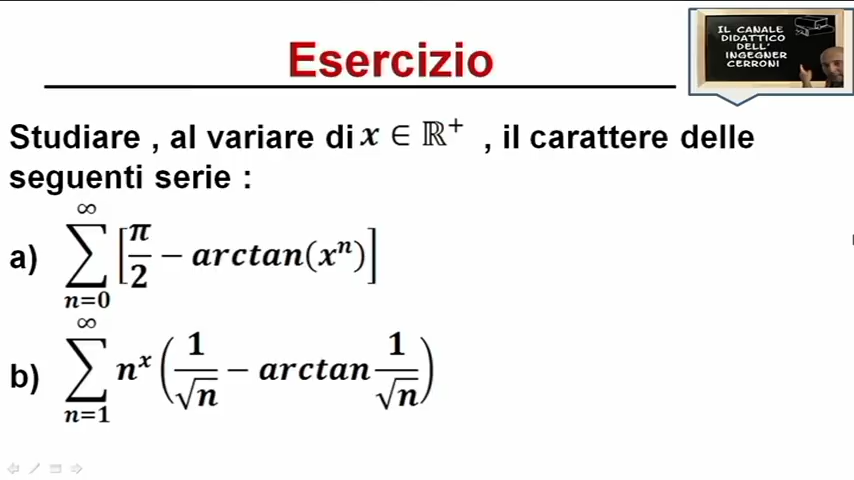 IL CANALE
DIDATTICO
DELL'
INGEGNER
CERRONI
Esercizio
Studiare , al variare di x ∈ ℝ⁺ , il carattere delle
seguenti serie :
a) ∑_{n=0}^{∞} [π/2 − arctan(xⁿ)]
b) ∑_{n=1}^{∞} nˣ (1/√n − arctan 1/√n)